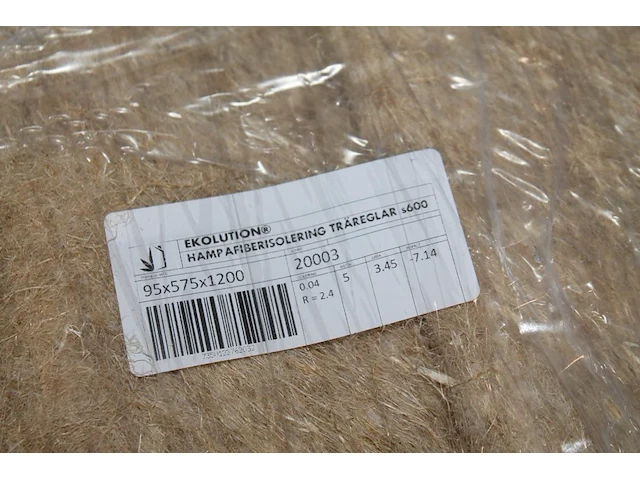 EKOLUTION®
HAMPAFIBERISOLERING TRÄREGLAR s600
95x575x1200
20003
0.04
R = 2.4
5
3.45
-7.14